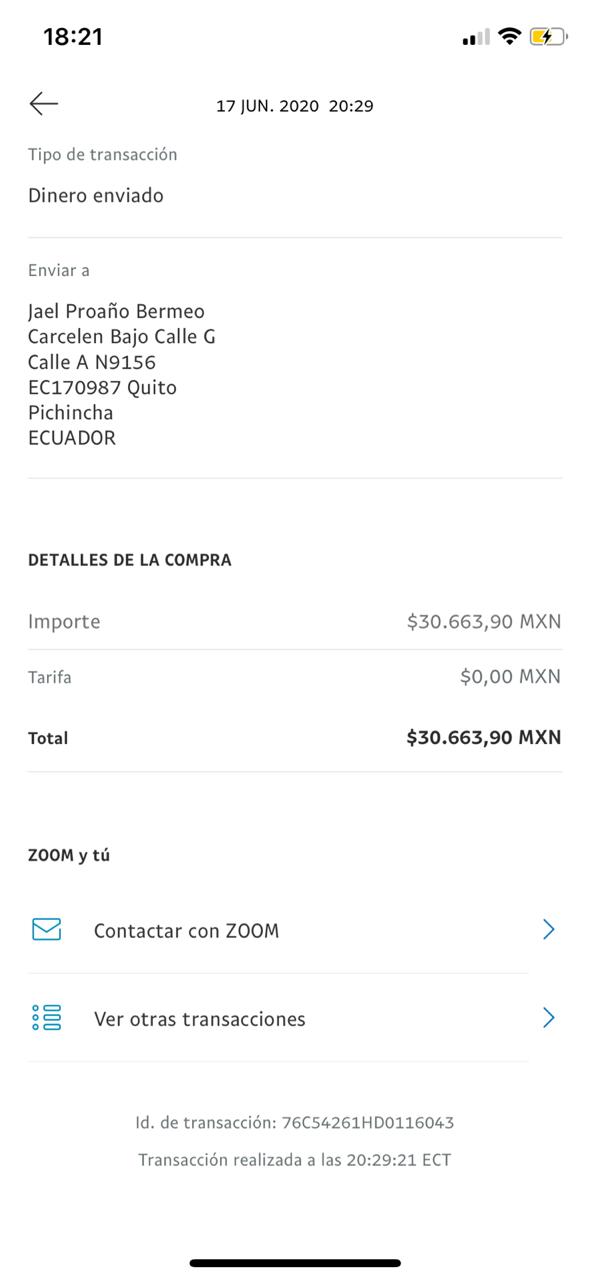 18:21
17 JUN. 2020 20:29
Tipo de transacción
Dinero enviado
Enviar a
Jael Proaño Bermeo
Carcelen Bajo Calle G
Calle A N9156
EC170987 Quito
Pichincha
ECUADOR
DETALLES DE LA COMPRA
Importe $30.663,90 MXN
Tarifa $0,00 MXN
Total $30.663,90 MXN
ZOOM y tú
Contactar con ZOOM
Ver otras transacciones
Id. de transacción: 76C54261HD0116043
Transacción realizada a las 20:29:21 ECT